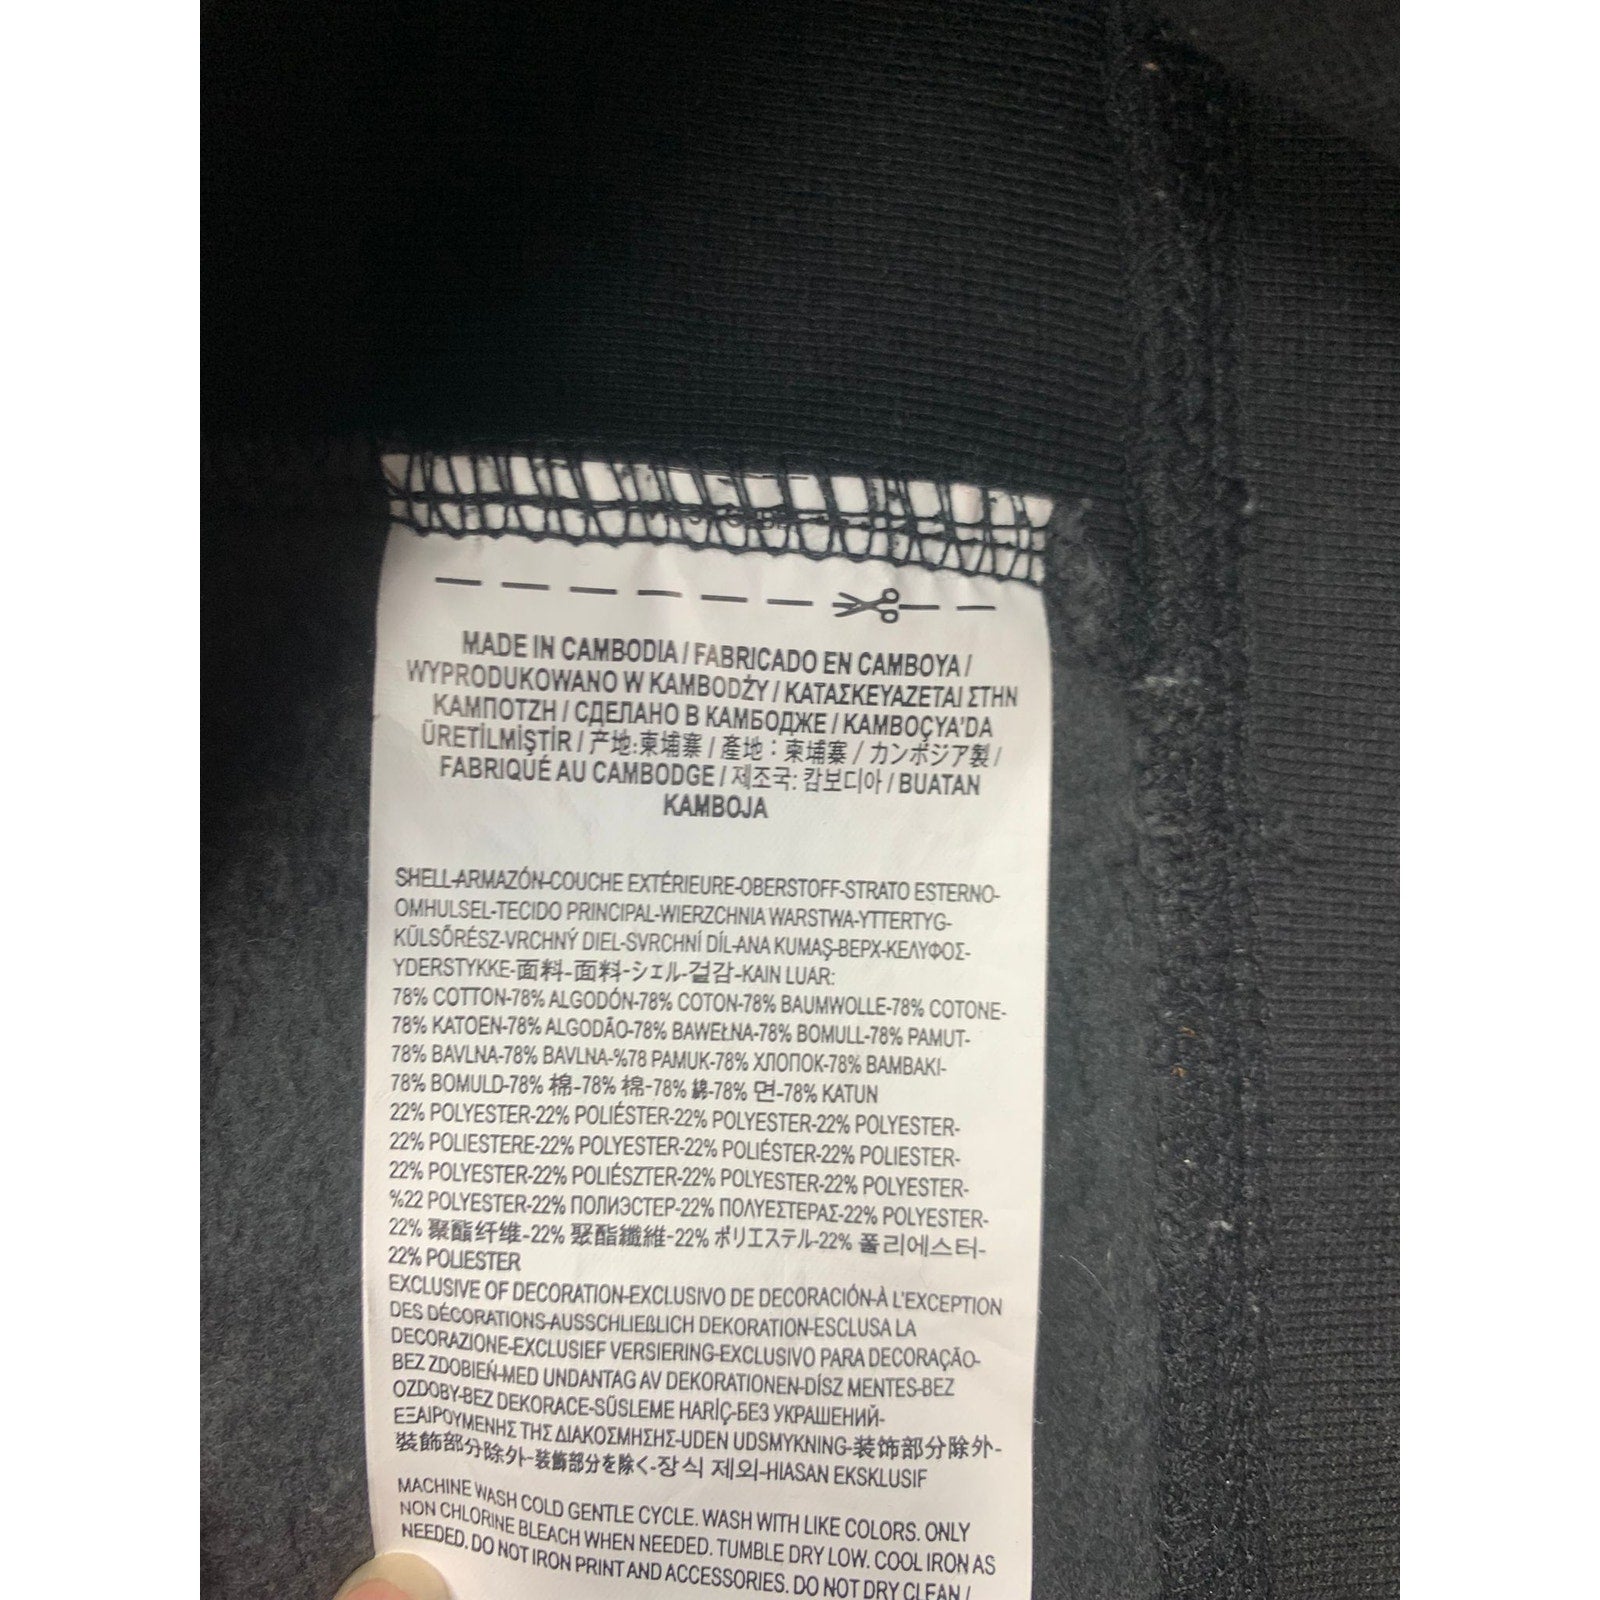 MADE IN CAMBODIA / FABRICADO EN CAMBOYA /
WYPRODUKOWANO W KAMBODŻY / ΚΑΤΑΣΚΕΥΑΖΕΤΑΙ ΣΤΗΝ
ΚΑΜΠΟΤΖΗ / СДЕЛАНО В КАМБОДЖЕ / KAMBOÇYA'DA
ÜRETİLMİŞTİR / 产地:柬埔寨 / 產地：柬埔寨 / カンボジア製 /
FABRIQUÉ AU CAMBODGE / 제조국: 캄보디아 / BUATAN
KAMBOJA
SHELL-ARMAZÓN-COUCHE EXTÉRIEURE-OBERSTOFF-STRATO ESTERNO-
OMHULSEL-TECIDO PRINCIPAL-WIERZCHNIA WARSTWA-YTTERTYG-
KÜLSŐRÉSZ-VRCHNÝ DIEL-SVRCHNÍ DÍL-ANA KUMAŞ-ВЕРХ-ΚΕΛΥΦΟΣ-
YDERSTYKKE-面料-面料-シェル-겉감-KAIN LUAR:
78% COTTON-78% ALGODÓN-78% COTON-78% BAUMWOLLE-78% COTONE-
78% KATOEN-78% ALGODÃO-78% BAWEŁNA-78% BOMULL-78% PAMUT-
78% BAVLNA-78% BAVLNA-%78 PAMUK-78% ХЛОПОК-78% BAMBAKI-
78% BOMULD-78% 棉-78% 棉-78% 綿-78% 면-78% KATUN
22% POLYESTER-22% POLIÉSTER-22% POLYESTER-22% POLYESTER-
22% POLIESTERE-22% POLYESTER-22% POLIÉSTER-22% POLIESTER-
22% POLYESTER-22% POLIÉSZTER-22% POLYESTER-22% POLYESTER-
%22 POLYESTER-22% ПОЛИЭСТЕР-22% ΠΟΛΥΕΣΤΕΡΑΣ-22% POLYESTER-
22% 聚酯纤维-22% 聚酯纖維-22% ポリエステル-22% 폴리에스터-
22% POLIESTER
EXCLUSIVE OF DECORATION-EXCLUSIVO DE DECORACIÓN-À L'EXCEPTION
DES DÉCORATIONS-AUSSCHLIEßLICH DEKORATION-ESCLUSA LA
DECORAZIONE-EXCLUSIEF VERSIERING-EXCLUSIVO PARA DECORAÇÃO-
BEZ ZDOBIEŃ-MED UNDANTAG AV DEKORATIONEN-DÍSZ MENTES-BEZ
OZDOBY-BEZ DEKORACE-SÜSLEME HARİÇ-БЕЗ УКРАШЕНИЙ-
ΕΞΑΙΡΟΥΜΕΝΗΣ ΤΗΣ ΔΙΑΚΟΣΜΗΣΗΣ-UDEN UDSMYKNING-装饰部分除外-
裝飾部分除外-装飾部分を除く-장식 제외-HIASAN EKSKLUSIF
MACHINE WASH COLD GENTLE CYCLE. WASH WITH LIKE COLORS. ONLY
NON CHLORINE BLEACH WHEN NEEDED. TUMBLE DRY LOW. COOL IRON AS
NEEDED. DO NOT IRON PRINT AND ACCESSORIES. DO NOT DRY CLEAN /